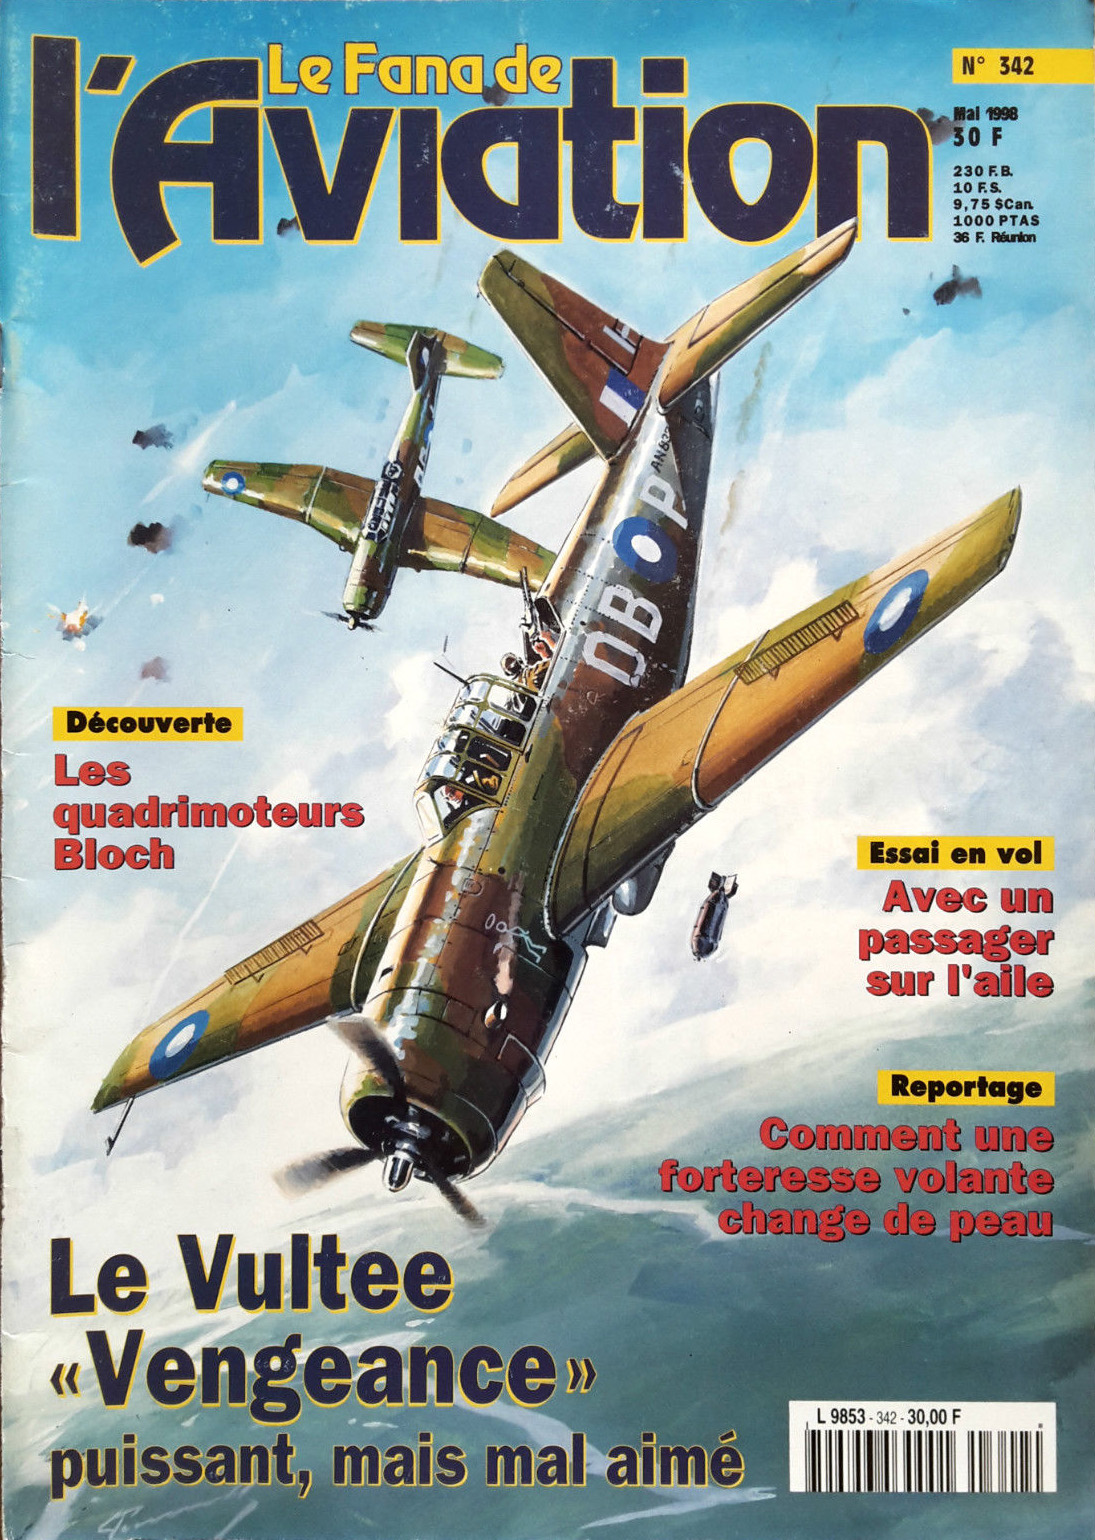 Le Fana de
l'Aviation
N° 342
Mai 1998
30 F
230 F.B.
10 F.S.
9,75 $Can.
1000 PTAS
36 F. Réunion
H
AN83
P
QB
Découverte
Les
quadrimoteurs
Bloch
Essai en vol
Avec un
passager
sur l'aile
Reportage
Comment une
forteresse volante
change de peau
Le Vultee
«Vengeance»
puissant, mais mal aimé
L 9853 - 342 - 30,00 F